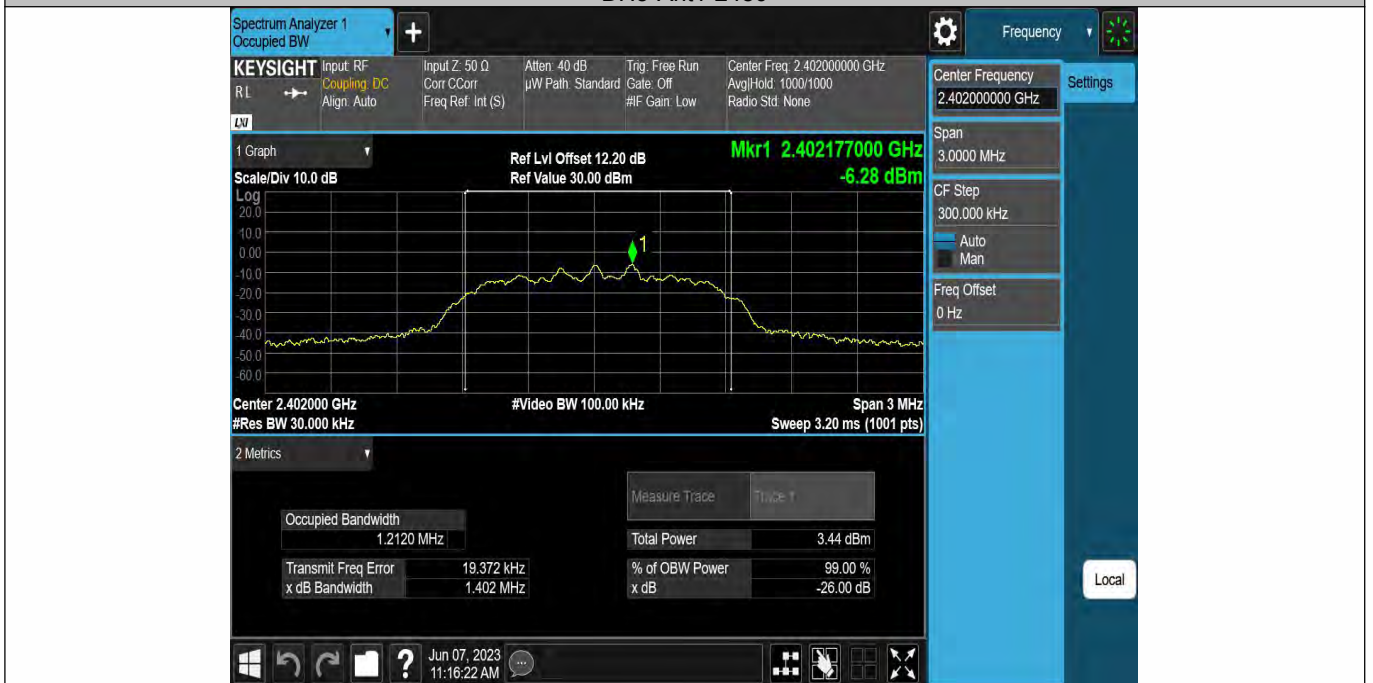 Spectrum Analyzer 1
Occupied BW
Frequency
KEYSIGHT
RL
LXI
Input: RF
Coupling: DC
Align: Auto
Input Z: 50 Ω
Corr CCorr
Freq Ref: Int (S)
Atten: 40 dB
µW Path: Standard
Trig: Free Run
Gate: Off
#IF Gain: Low
Center Freq: 2.402000000 GHz
Avg|Hold: 1000/1000
Radio Std: None
Center Frequency
2.402000000 GHz
Settings
Span
3.0000 MHz
CF Step
300.000 kHz
Auto
Man
Freq Offset
0 Hz
Local
1 Graph
Scale/Div 10.0 dB
Ref Lvl Offset 12.20 dB
Ref Value 30.00 dBm
Mkr1 2.402177000 GHz
-6.28 dBm
Log
20.0
10.0
0.00
-10.0
-20.0
-30.0
-40.0
-50.0
-60.0
1
Center 2.402000 GHz
#Video BW 100.00 kHz
Span 3 MHz
#Res BW 30.000 kHz
Sweep 3.20 ms (1001 pts)
2 Metrics
Measure Trace
Trace 1
Occupied Bandwidth
1.2120 MHz
Total Power
3.44 dBm
Transmit Freq Error
19.372 kHz
% of OBW Power
99.00 %
x dB Bandwidth
1.402 MHz
x dB
-26.00 dB
Jun 07, 2023
11:16:22 AM